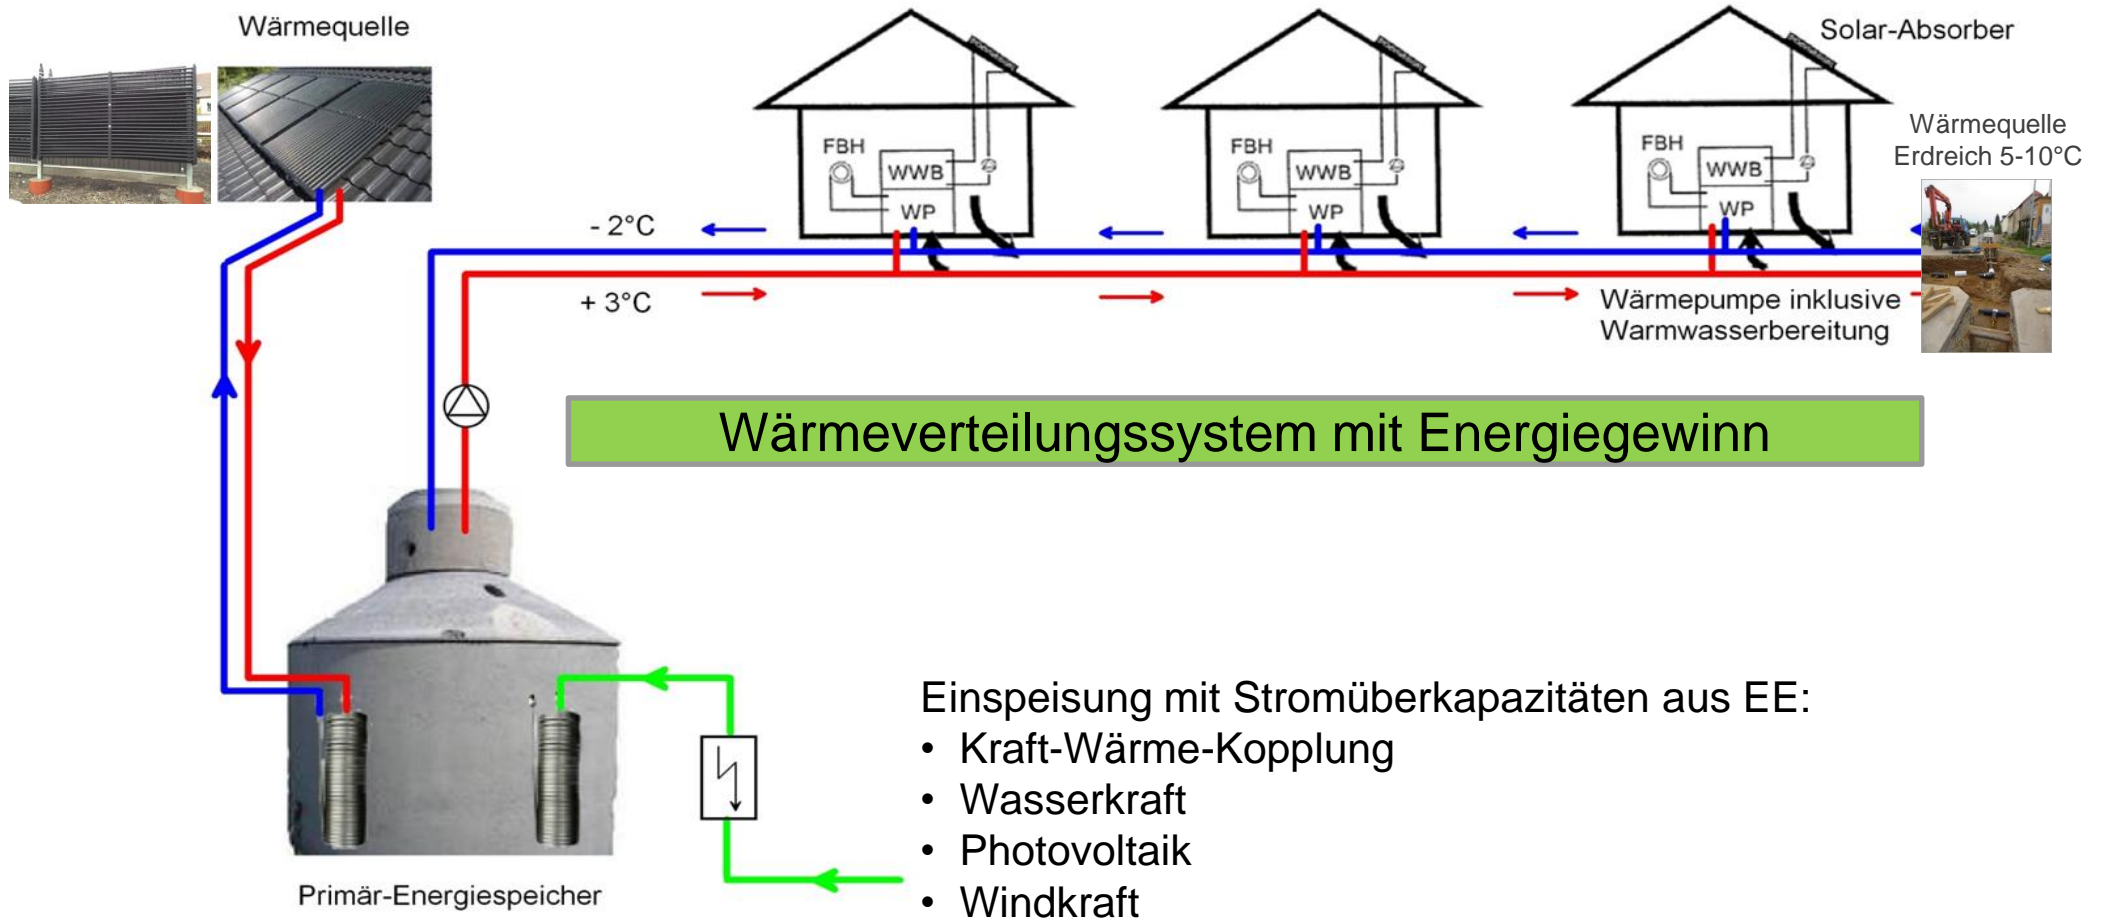 Wärmequelle
Solar-Absorber
Wärmequelle
Erdreich 5-10°C
FBH
WWB
WP
FBH
WWB
WP
FBH
WWB
WP
- 2°C
+ 3°C
Wärmepumpe inklusive
Warmwasserbereitung
Wärmeverteilungssystem mit Energiegewinn
Einspeisung mit Stromüberkapazitäten aus EE:
• Kraft-Wärme-Kopplung
• Wasserkraft
• Photovoltaik
• Windkraft
Primär-Energiespeicher